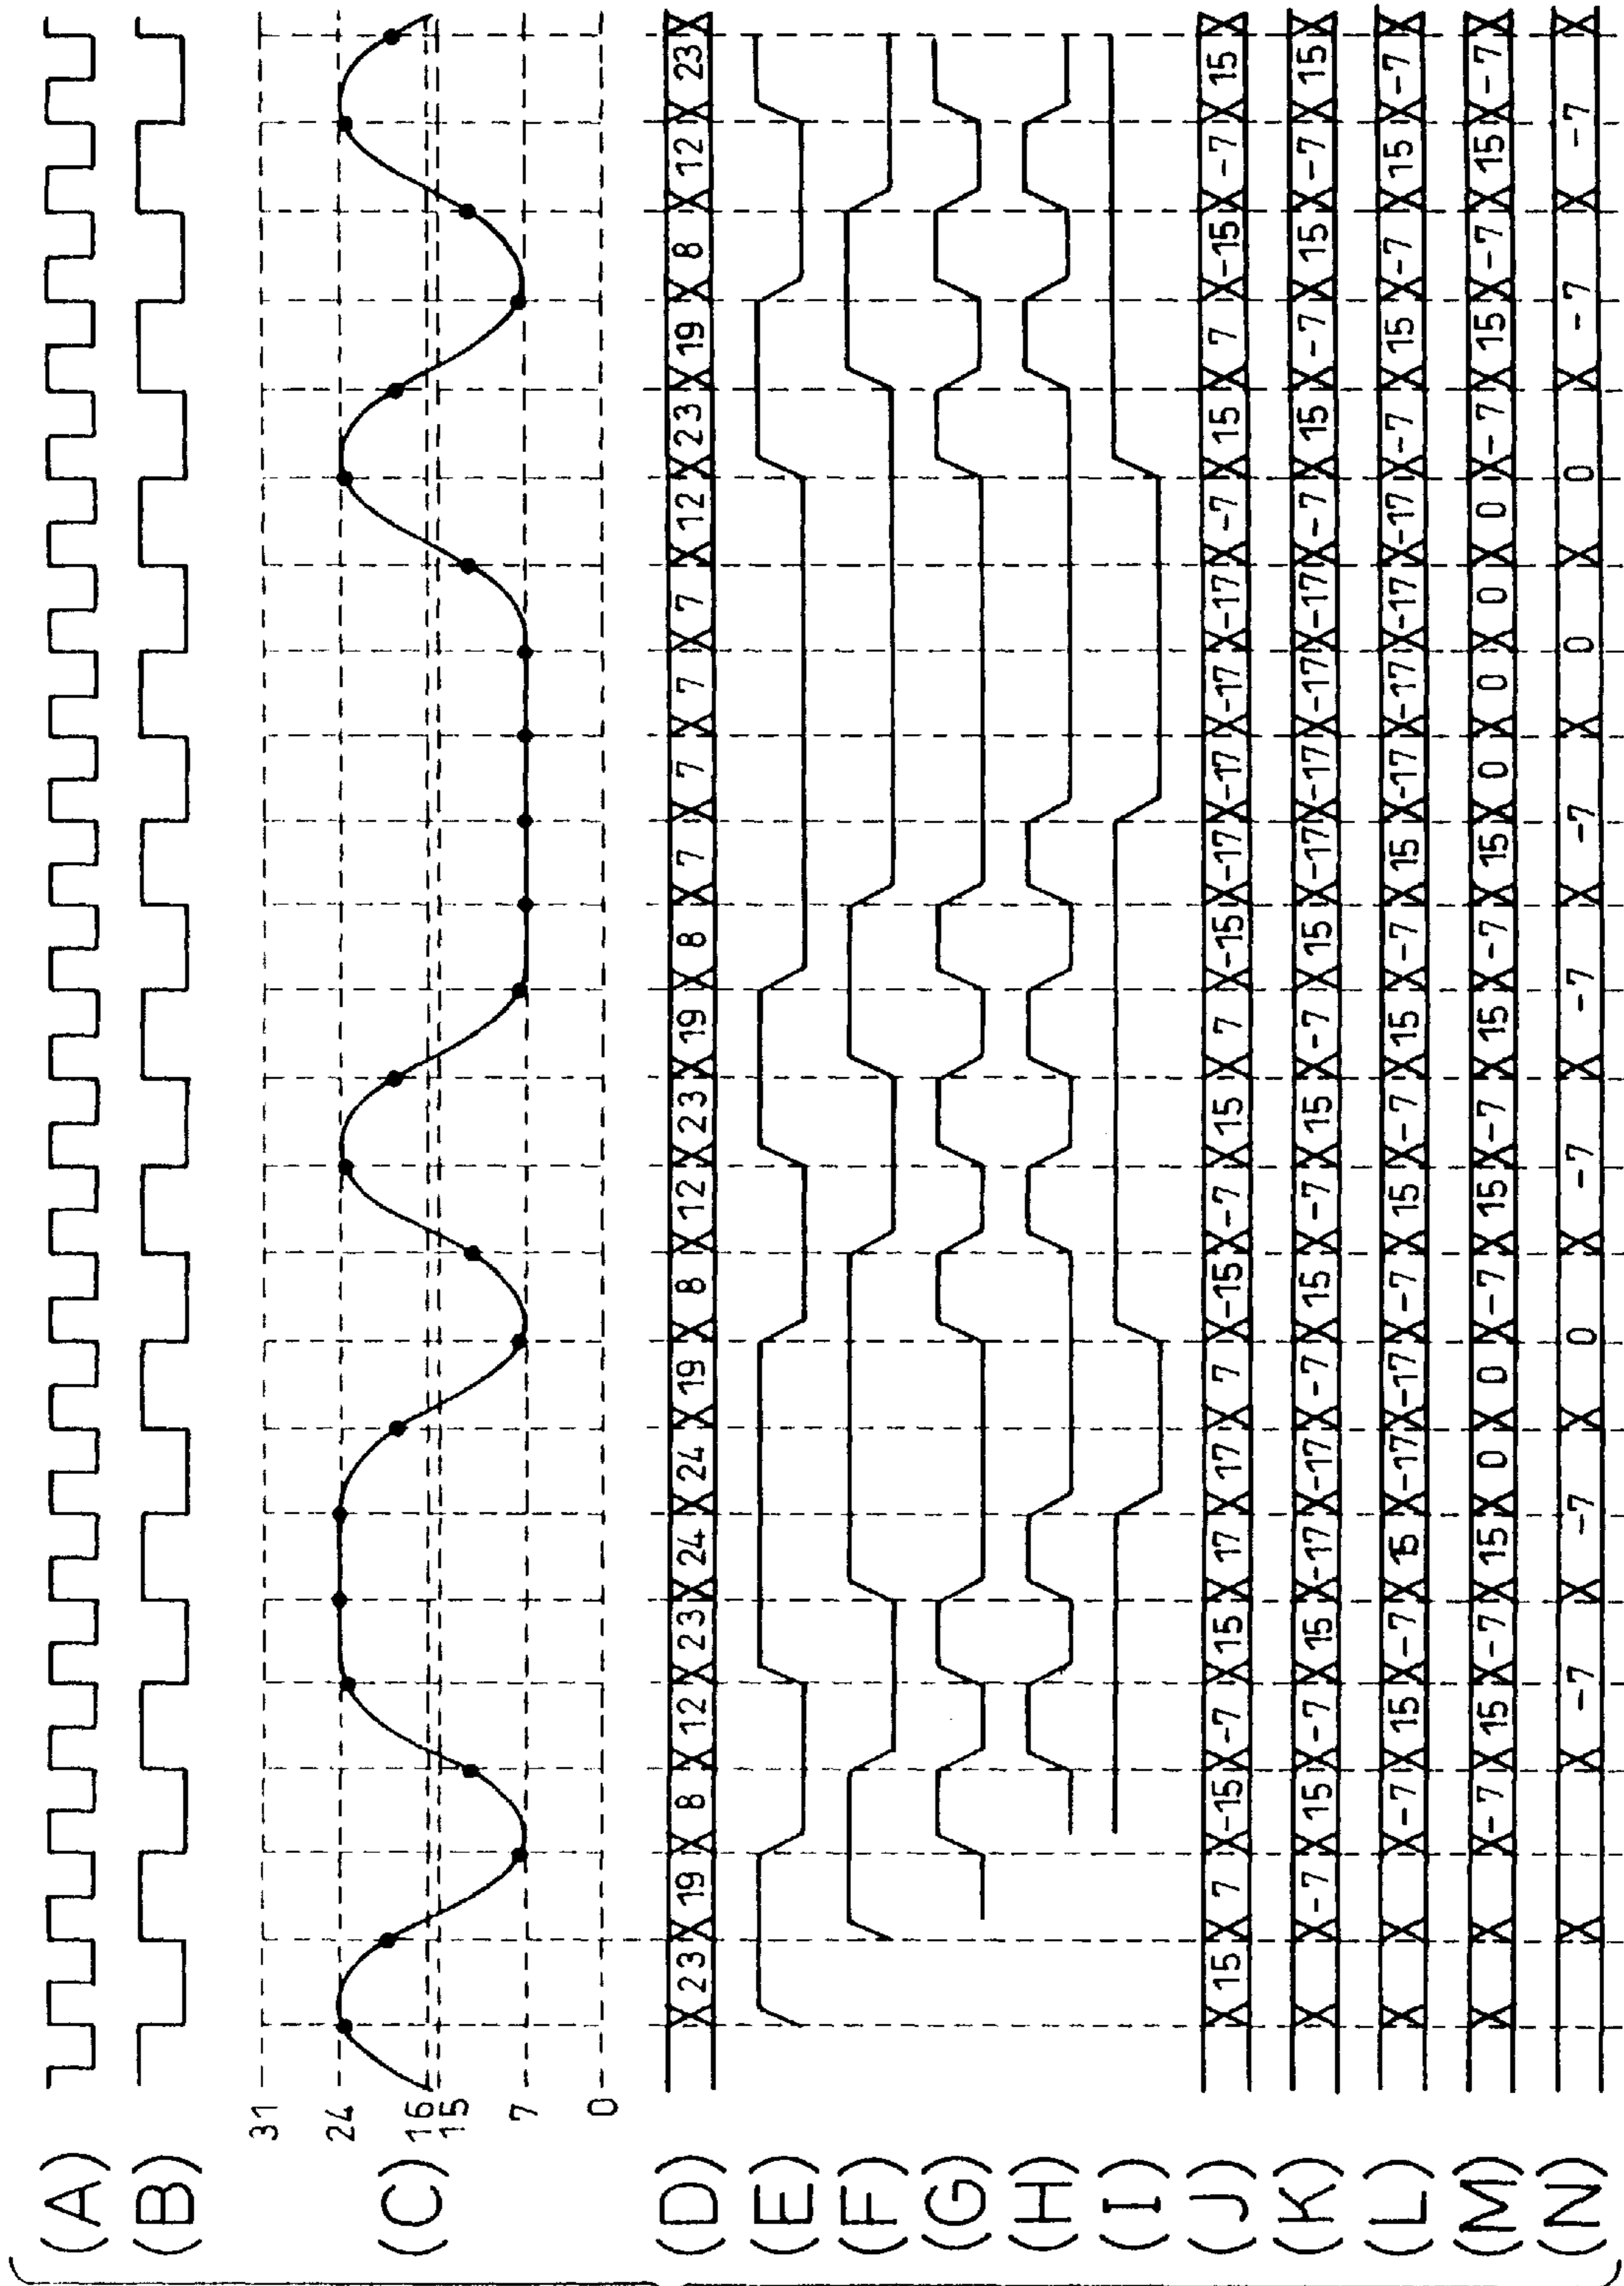 (A)
(B)
(C)
31
24
16
15
7
0
(D) 23 19 8 12 23 24 24 19 8 12 23 19 8 7 7 7 7 12 23 19 8 12 23
(E)
(F)
(G)
(H)
(I)
(J) 15 7 -15 -7 15 17 17 7 -15 -7 15 7 -15 -17 -17 -17 -17 -7 15 7 -15 -7 15
(K) -7 15 -7 15 -17 -17 -7 15 -7 15 -7 15 -17 -17 -17 -17 -7 15 -7 15 -7 15
(L) -7 15 -7 15 -17 -17 -7 15 -7 15 -7 15 -17 -17 -17 -17 -7 15 -7 15 -7
(M) -7 15 -7 15 0 0 -7 15 -7 15 -7 15 0 0 0 0 -7 15 -7 15 -7
(N) -7 -7 0 -7 -7 -7 0 0 -7 -7